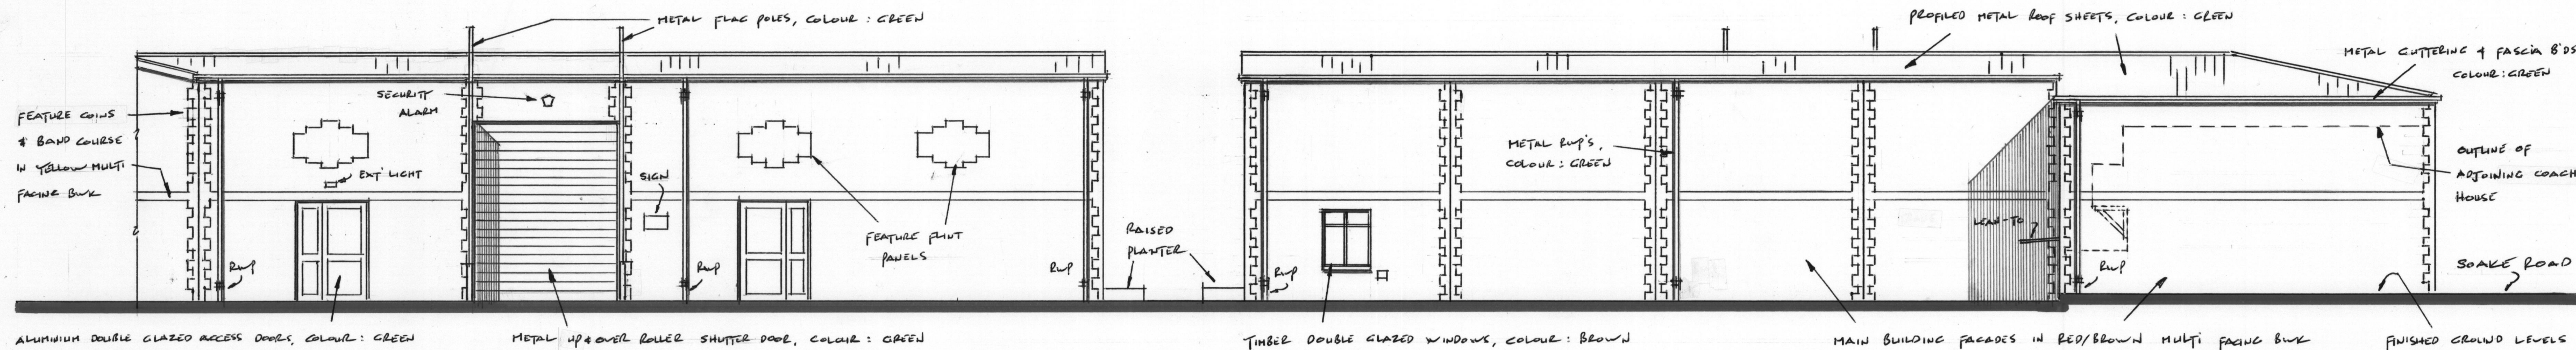 METAL FLAG POLES, COLOUR : GREEN
PROFILED METAL ROOF SHEETS, COLOUR : GREEN
METAL GUTTERING & FASCIA B'DS
COLOUR : GREEN
SECURITY
ALARM
FEATURE COINS
& BAND COURSE
IN YELLOW MULTI
FACING BWK
EXT' LIGHT
SIGN
METAL RWP'S,
COLOUR : GREEN
OUTLINE OF
ADJOINING COACH
HOUSE
FEATURE FLINT
PANELS
RAISED
PLANTER
LEAN-TO
RWP
RWP
RWP
RWP
RWP
SOAKE ROAD
ALUMINIUM DOUBLE GLAZED ACCESS DOORS, COLOUR : GREEN
METAL UP & OVER ROLLER SHUTTER DOOR, COLOUR : GREEN
TIMBER DOUBLE GLAZED WINDOWS, COLOUR : BROWN
MAIN BUILDING FACADES IN RED/BROWN MULTI FACING BWK
FINISHED GROUND LEVELS